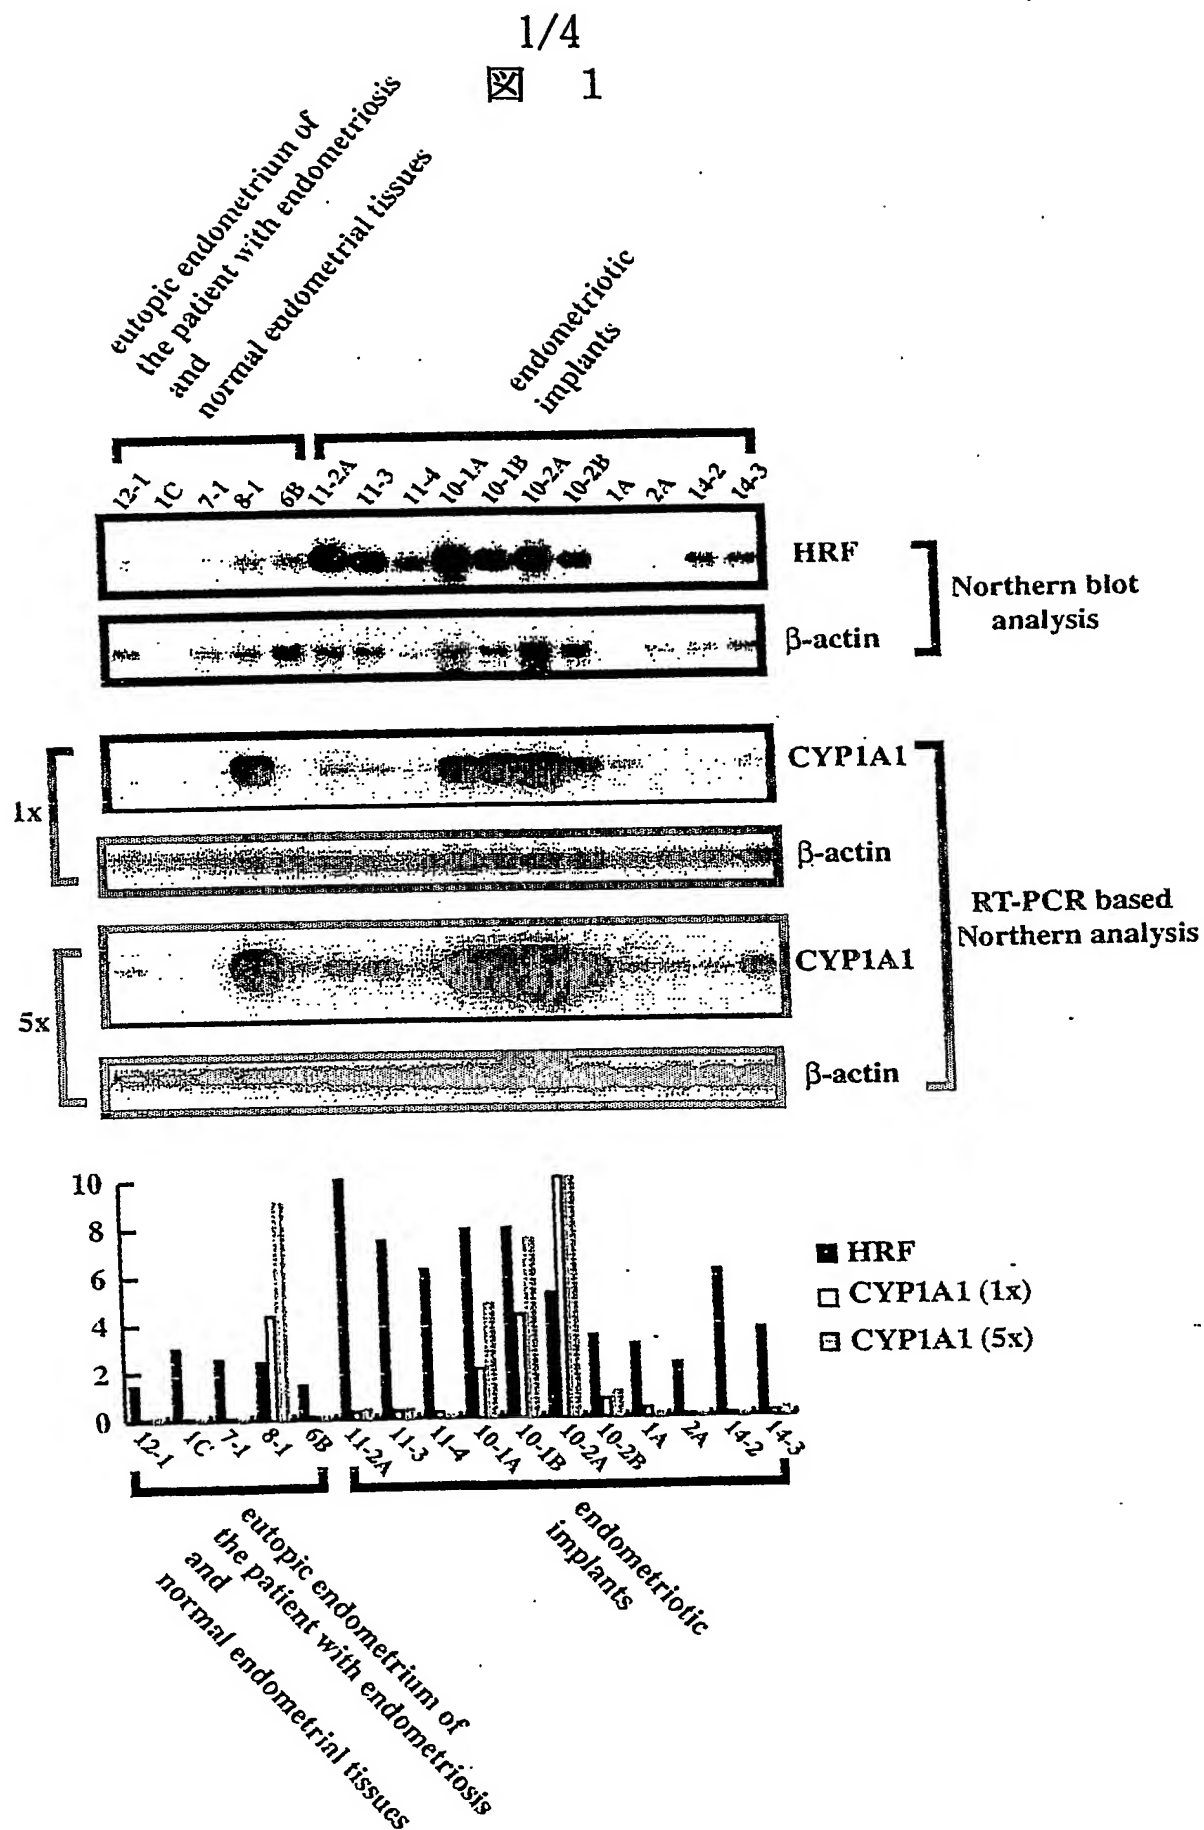 1/4
図 1
eutopic endometrium of
the patient with endometriosis
and
normal endometrial tissues
endometriotic
implants
12-1 1C 7-1 8-1 6B 11-2A 11-3 11-4 10-1A 10-1B 10-2A 10-2B 1A 2A 14-2 14-3
HRF
β-actin
Northern blot
analysis
1x
CYP1A1
β-actin
5x
CYP1A1
β-actin
RT-PCR based
Northern analysis
10
8
6
4
2
0
HRF
CYP1A1 (1x)
CYP1A1 (5x)
12-1 1C 7-1 8-1 6B 11-2A 11-3 11-4 10-1A 10-1B 10-2A 10-2B 1A 2A 14-2 14-3
eutopic endometrium of
the patient with endometriosis
and
normal endometrial tissues
endometriotic
implants